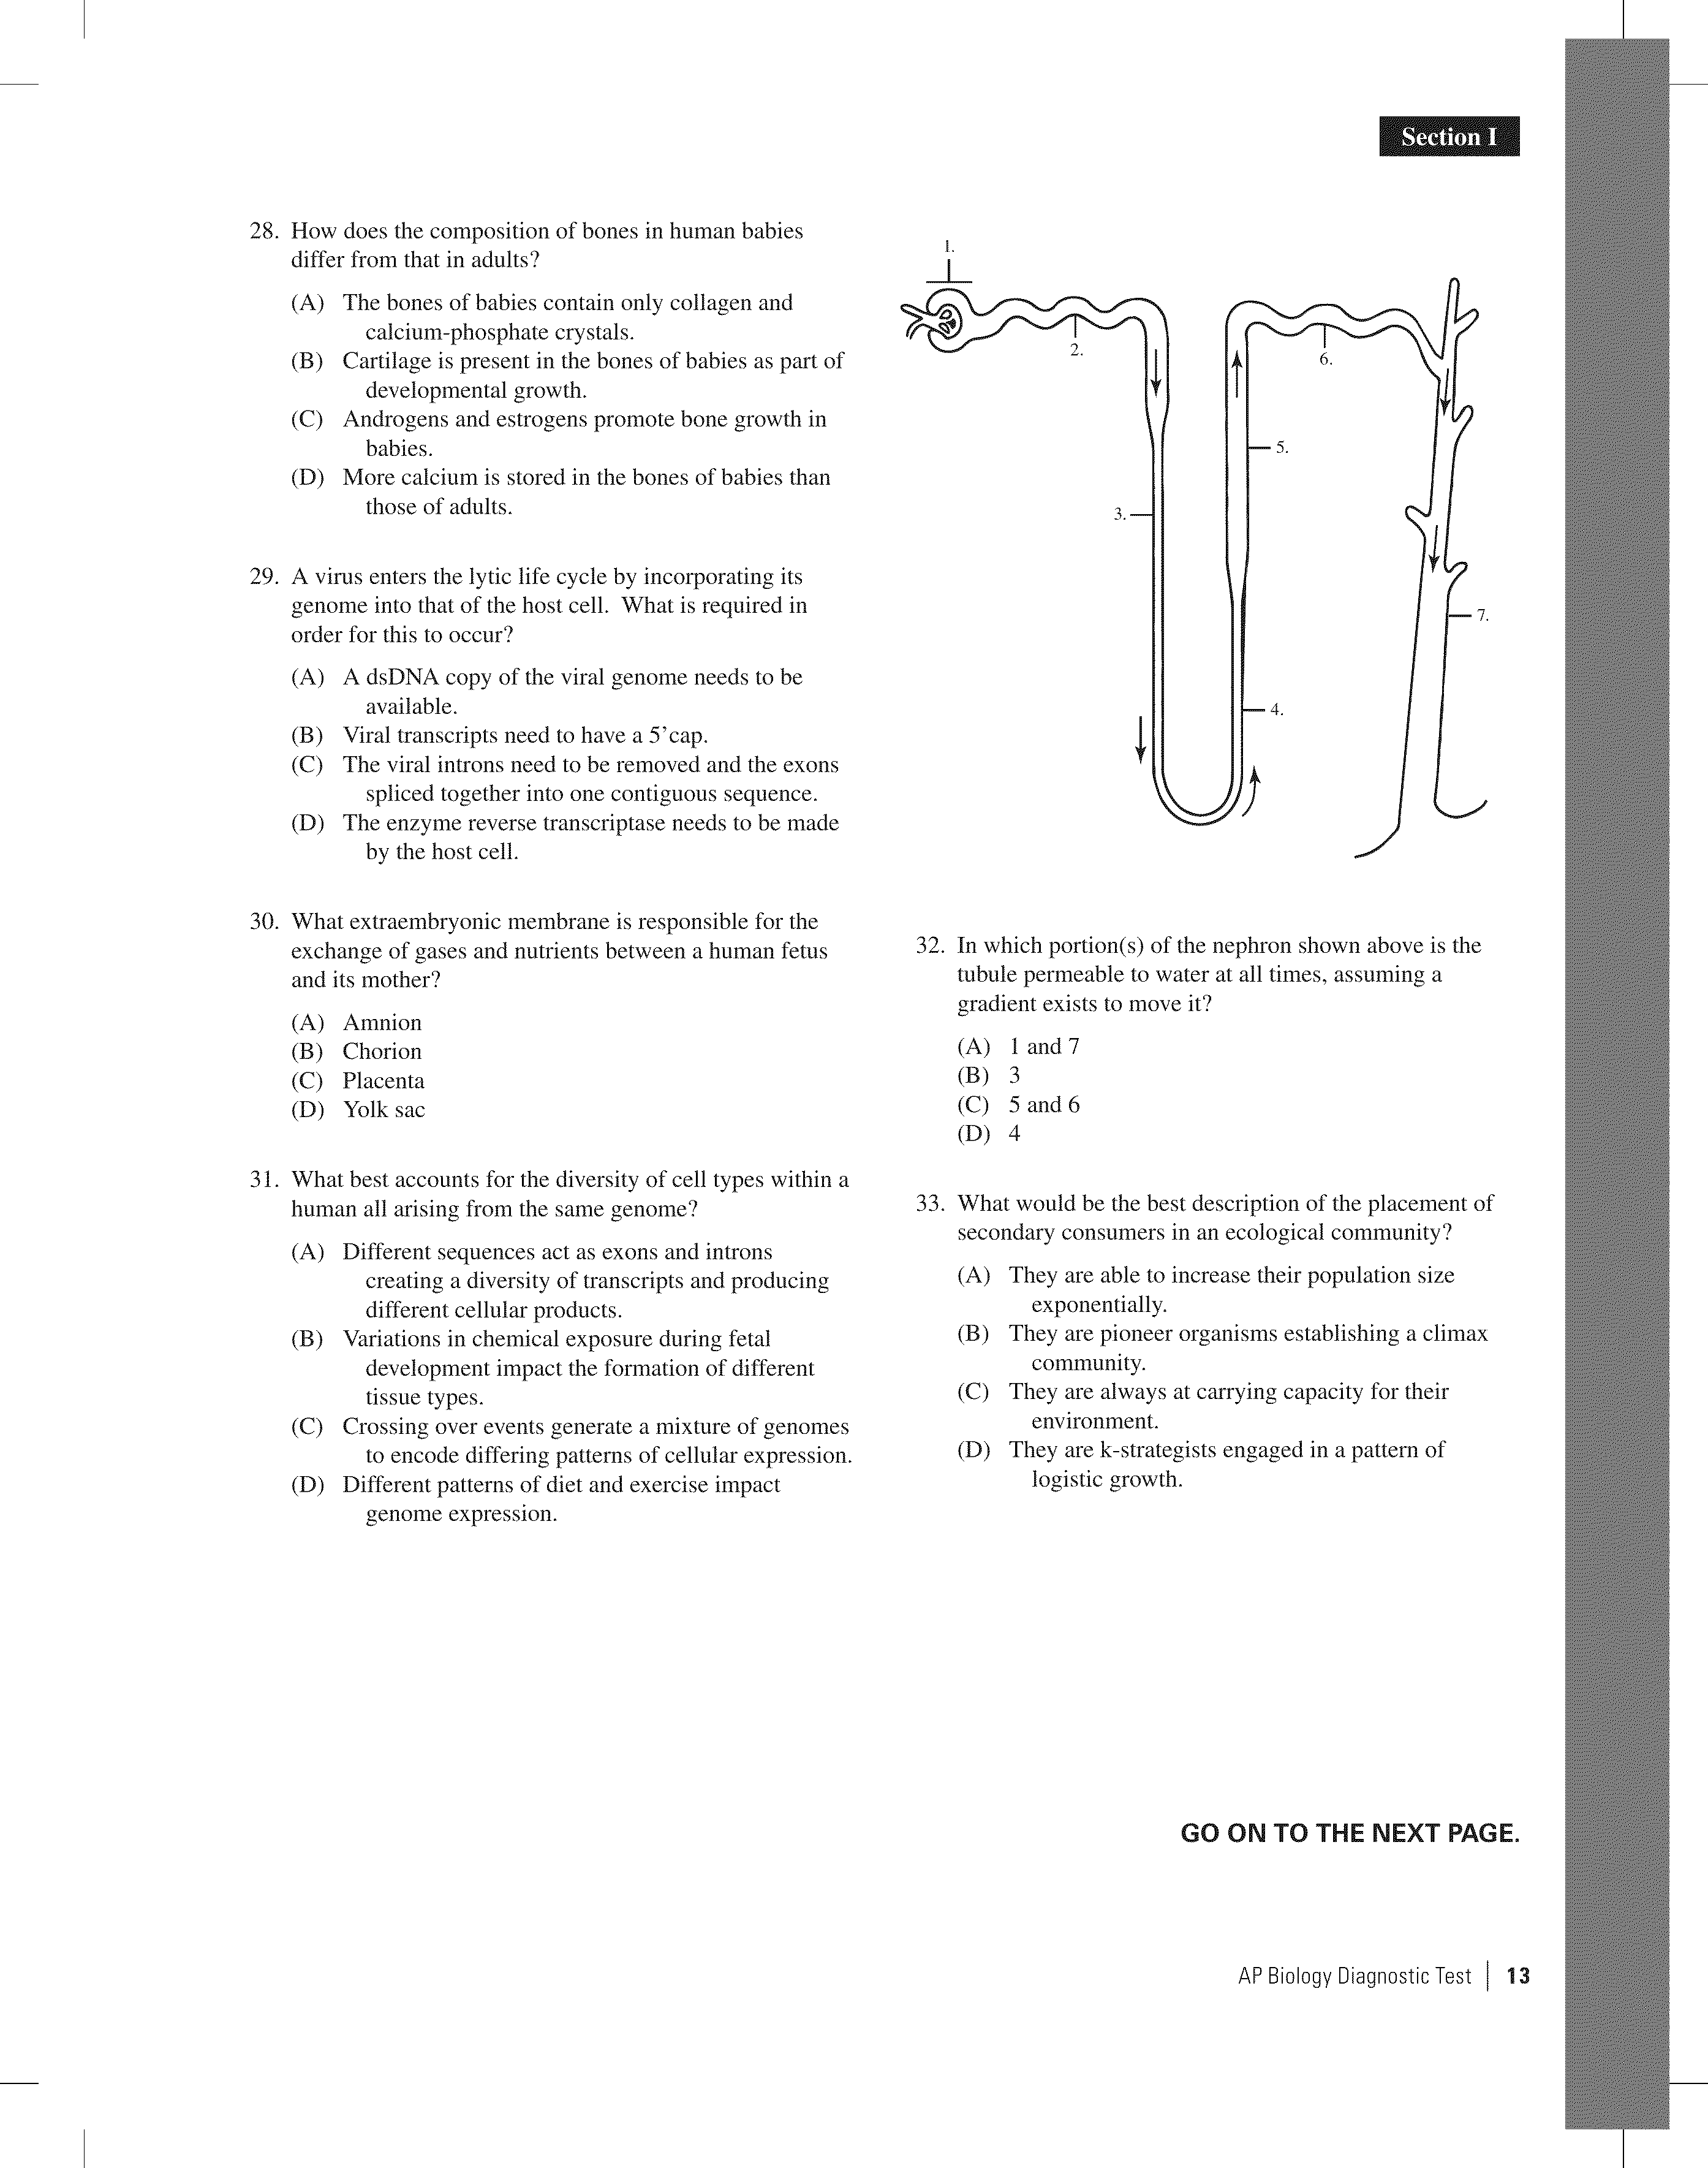 Section I
28. How does the composition of bones in human babies
differ from that in adults?
(A) The bones of babies contain only collagen and
calcium-phosphate crystals.
(B) Cartilage is present in the bones of babies as part of
developmental growth.
(C) Androgens and estrogens promote bone growth in
babies.
(D) More calcium is stored in the bones of babies than
those of adults.
29. A virus enters the lytic life cycle by incorporating its
genome into that of the host cell. What is required in
order for this to occur?
(A) A dsDNA copy of the viral genome needs to be
available.
(B) Viral transcripts need to have a 5’cap.
(C) The viral introns need to be removed and the exons
spliced together into one contiguous sequence.
(D) The enzyme reverse transcriptase needs to be made
by the host cell.
30. What extraembryonic membrane is responsible for the
exchange of gases and nutrients between a human fetus
and its mother?
(A) Amnion
(B) Chorion
(C) Placenta
(D) Yolk sac
31. What best accounts for the diversity of cell types within a
human all arising from the same genome?
(A) Different sequences act as exons and introns
creating a diversity of transcripts and producing
different cellular products.
(B) Variations in chemical exposure during fetal
development impact the formation of different
tissue types.
(C) Crossing over events generate a mixture of genomes
to encode differing patterns of cellular expression.
(D) Different patterns of diet and exercise impact
genome expression.
1.
2.
6.
5.
3.
7.
4.
32. In which portion(s) of the nephron shown above is the
tubule permeable to water at all times, assuming a
gradient exists to move it?
(A) 1 and 7
(B) 3
(C) 5 and 6
(D) 4
33. What would be the best description of the placement of
secondary consumers in an ecological community?
(A) They are able to increase their population size
exponentially.
(B) They are pioneer organisms establishing a climax
community.
(C) They are always at carrying capacity for their
environment.
(D) They are k-strategists engaged in a pattern of
logistic growth.
GO ON TO THE NEXT PAGE.
AP Biology Diagnostic Test | 13